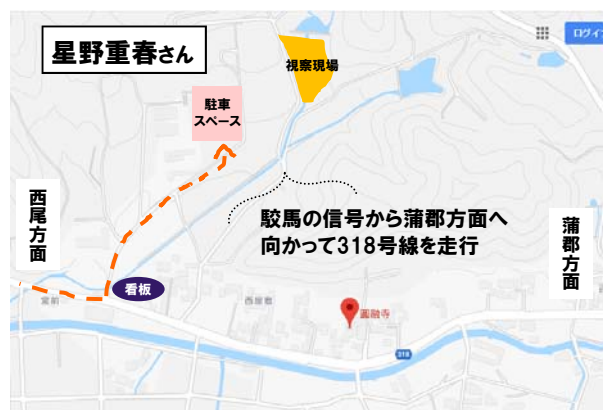 星野重春さん
ログイン
視察現場
駐車
スペース
西尾方面
駮馬の信号から蒲郡方面へ
向かって318号線を走行
蒲郡方面
看板
宮前
圓融寺
318